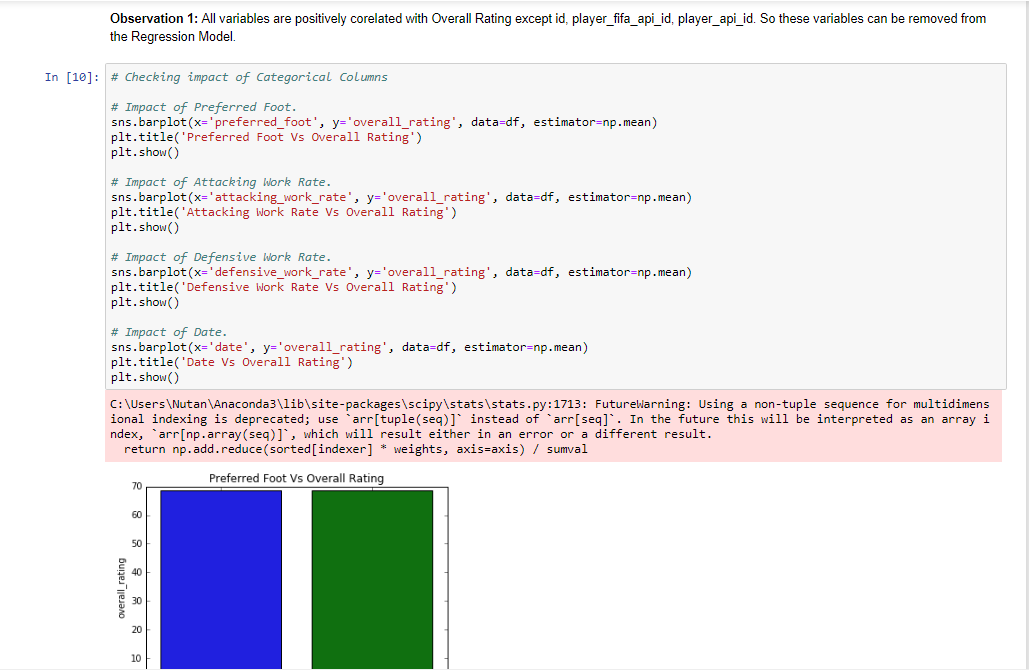 Observation 1: All variables are positively corelated with Overall Rating except id, player_fifa_api_id, player_api_id. So these variables can be removed from
the Regression Model.
In [10]: # Checking impact of Categorical Columns
# Impact of Preferred Foot.
sns.barplot(x='preferred_foot', y='overall_rating', data=df, estimator=np.mean)
plt.title('Preferred Foot Vs Overall Rating')
plt.show()
# Impact of Attacking Work Rate.
sns.barplot(x='attacking_work_rate', y='overall_rating', data=df, estimator=np.mean)
plt.title('Attacking Work Rate Vs Overall Rating')
plt.show()
# Impact of Defensive Work Rate.
sns.barplot(x='defensive_work_rate', y='overall_rating', data=df, estimator=np.mean)
plt.title('Defensive Work Rate Vs Overall Rating')
plt.show()
# Impact of Date.
sns.barplot(x='date', y='overall_rating', data=df, estimator=np.mean)
plt.title('Date Vs Overall Rating')
plt.show()
C:\Users\Nutan\Anaconda3\lib\site-packages\scipy\stats\stats.py:1713: FutureWarning: Using a non-tuple sequence for multidimens
ional indexing is deprecated; use `arr[tuple(seq)]` instead of `arr[seq]`. In the future this will be interpreted as an array i
ndex, `arr[np.array(seq)]`, which will result either in an error or a different result.
return np.add.reduce(sorted[indexer] * weights, axis=axis) / sumval
Preferred Foot Vs Overall Rating
70
60
50
40
30
20
10
overall_rating